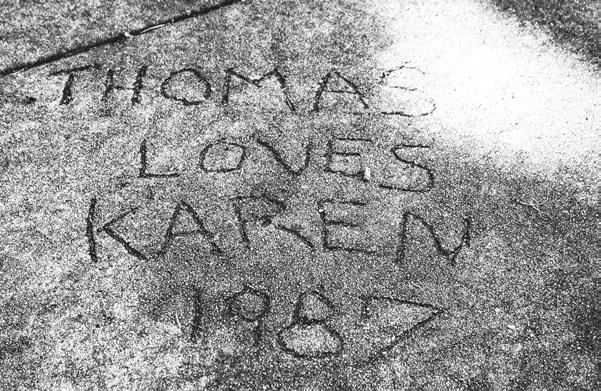 THOMAS
LOVES
KAREN
1987